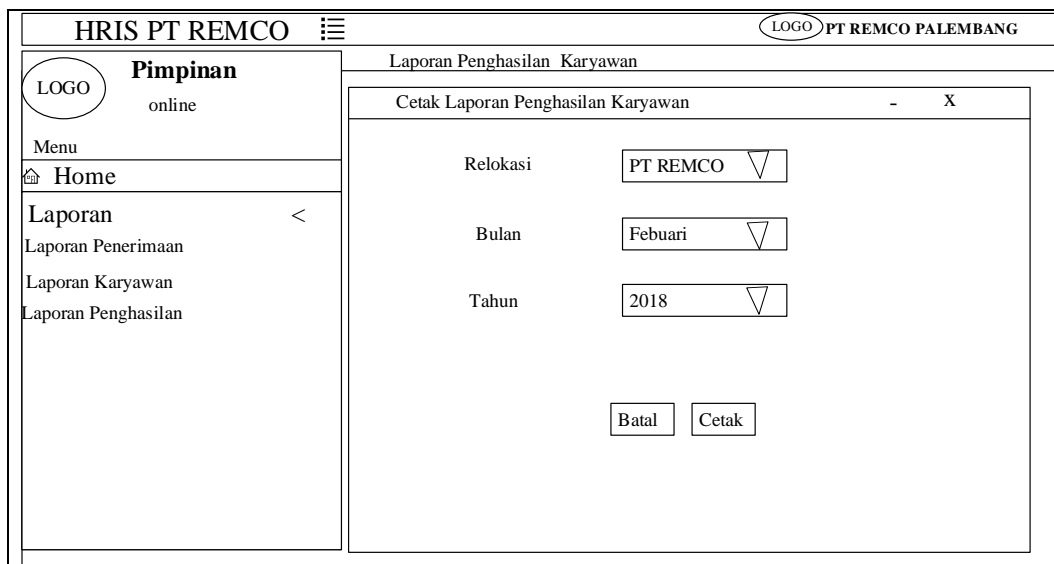 HRIS PT REMCO
LOGO PT REMCO PALEMBANG
LOGO
Pimpinan
online
Menu
Home
Laporan <
Laporan Penerimaan
Laporan Karyawan
Laporan Penghasilan
Laporan Penghasilan Karyawan
Cetak Laporan Penghasilan Karyawan - x
Relokasi PT REMCO
Bulan Febuari
Tahun 2018
Batal Cetak